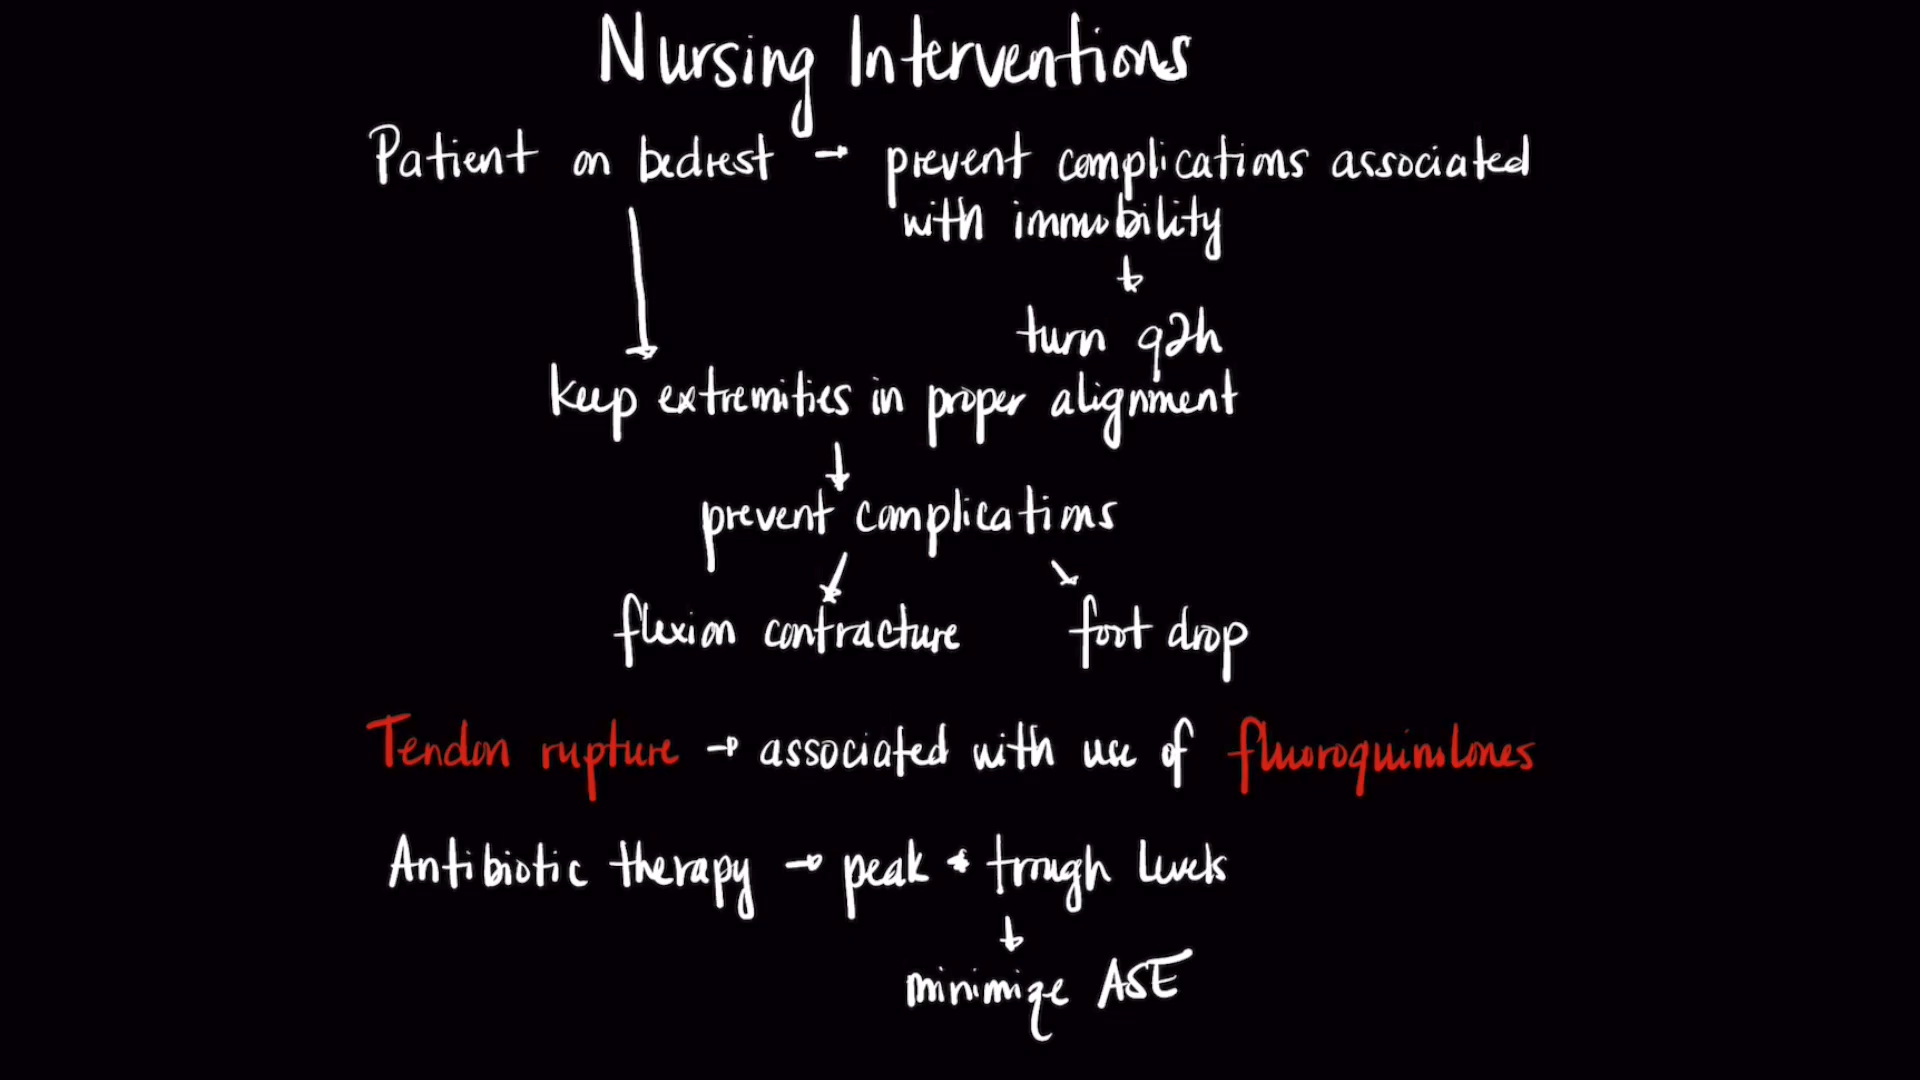 Nursing Interventions
Patient on bedrest → prevent complications associated
with immobility
↓
turn q2h
keep extremities in proper alignment
↓
prevent complications
flexion contracture foot drop
Tendon rupture → associated with use of fluoroquinolones
Antibiotic therapy → peak + trough levels
↓
minimize ASE